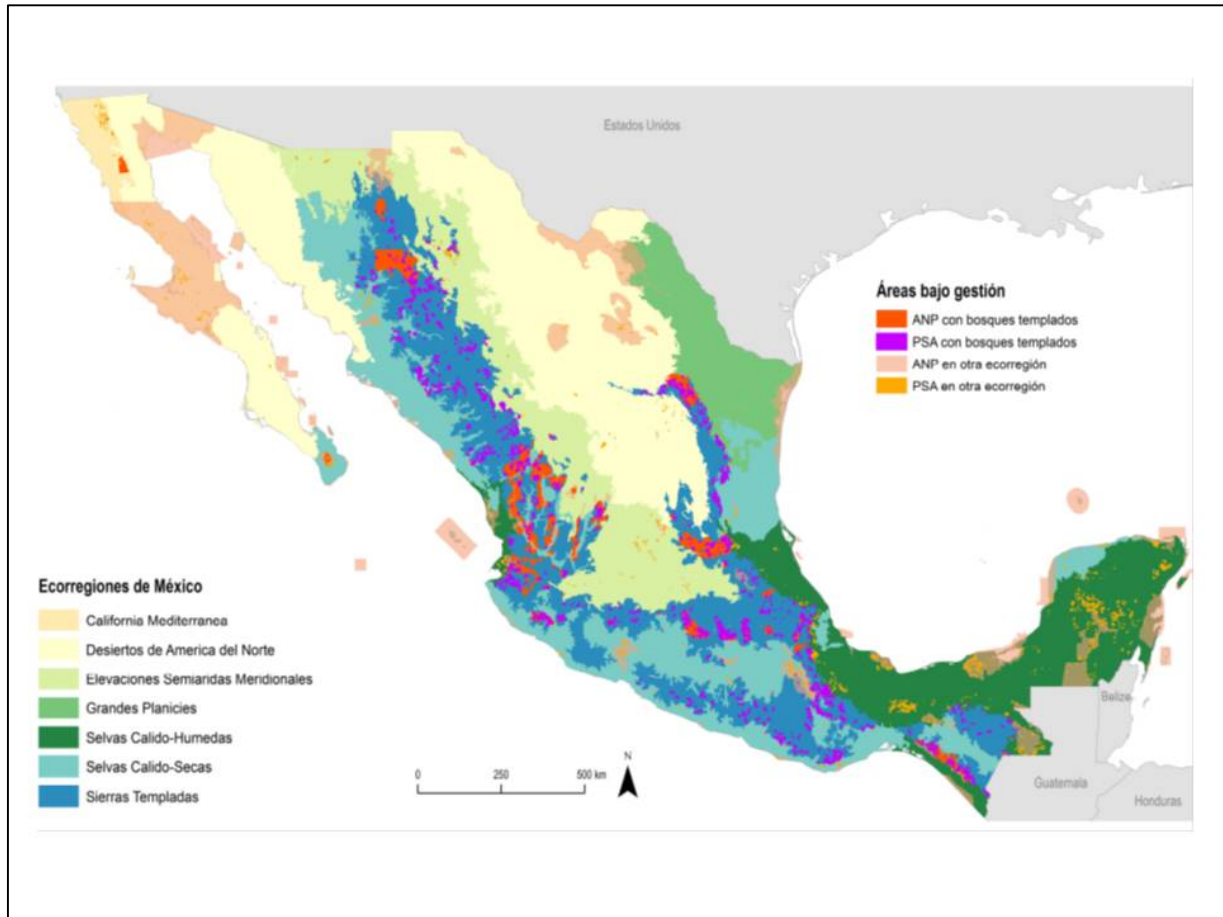 Estados Unidos
Áreas bajo gestión
ANP con bosques templados
PSA con bosques templados
ANP en otra ecorregión
PSA en otra ecorregión
Ecorregiones de México
California Mediterranea
Desiertos de America del Norte
Elevaciones Semiaridas Meridionales
Grandes Planicies
Selvas Calido-Humedas
Selvas Calido-Secas
Sierras Templadas
0 250 500 km
N
Belize
Guatemala
Honduras